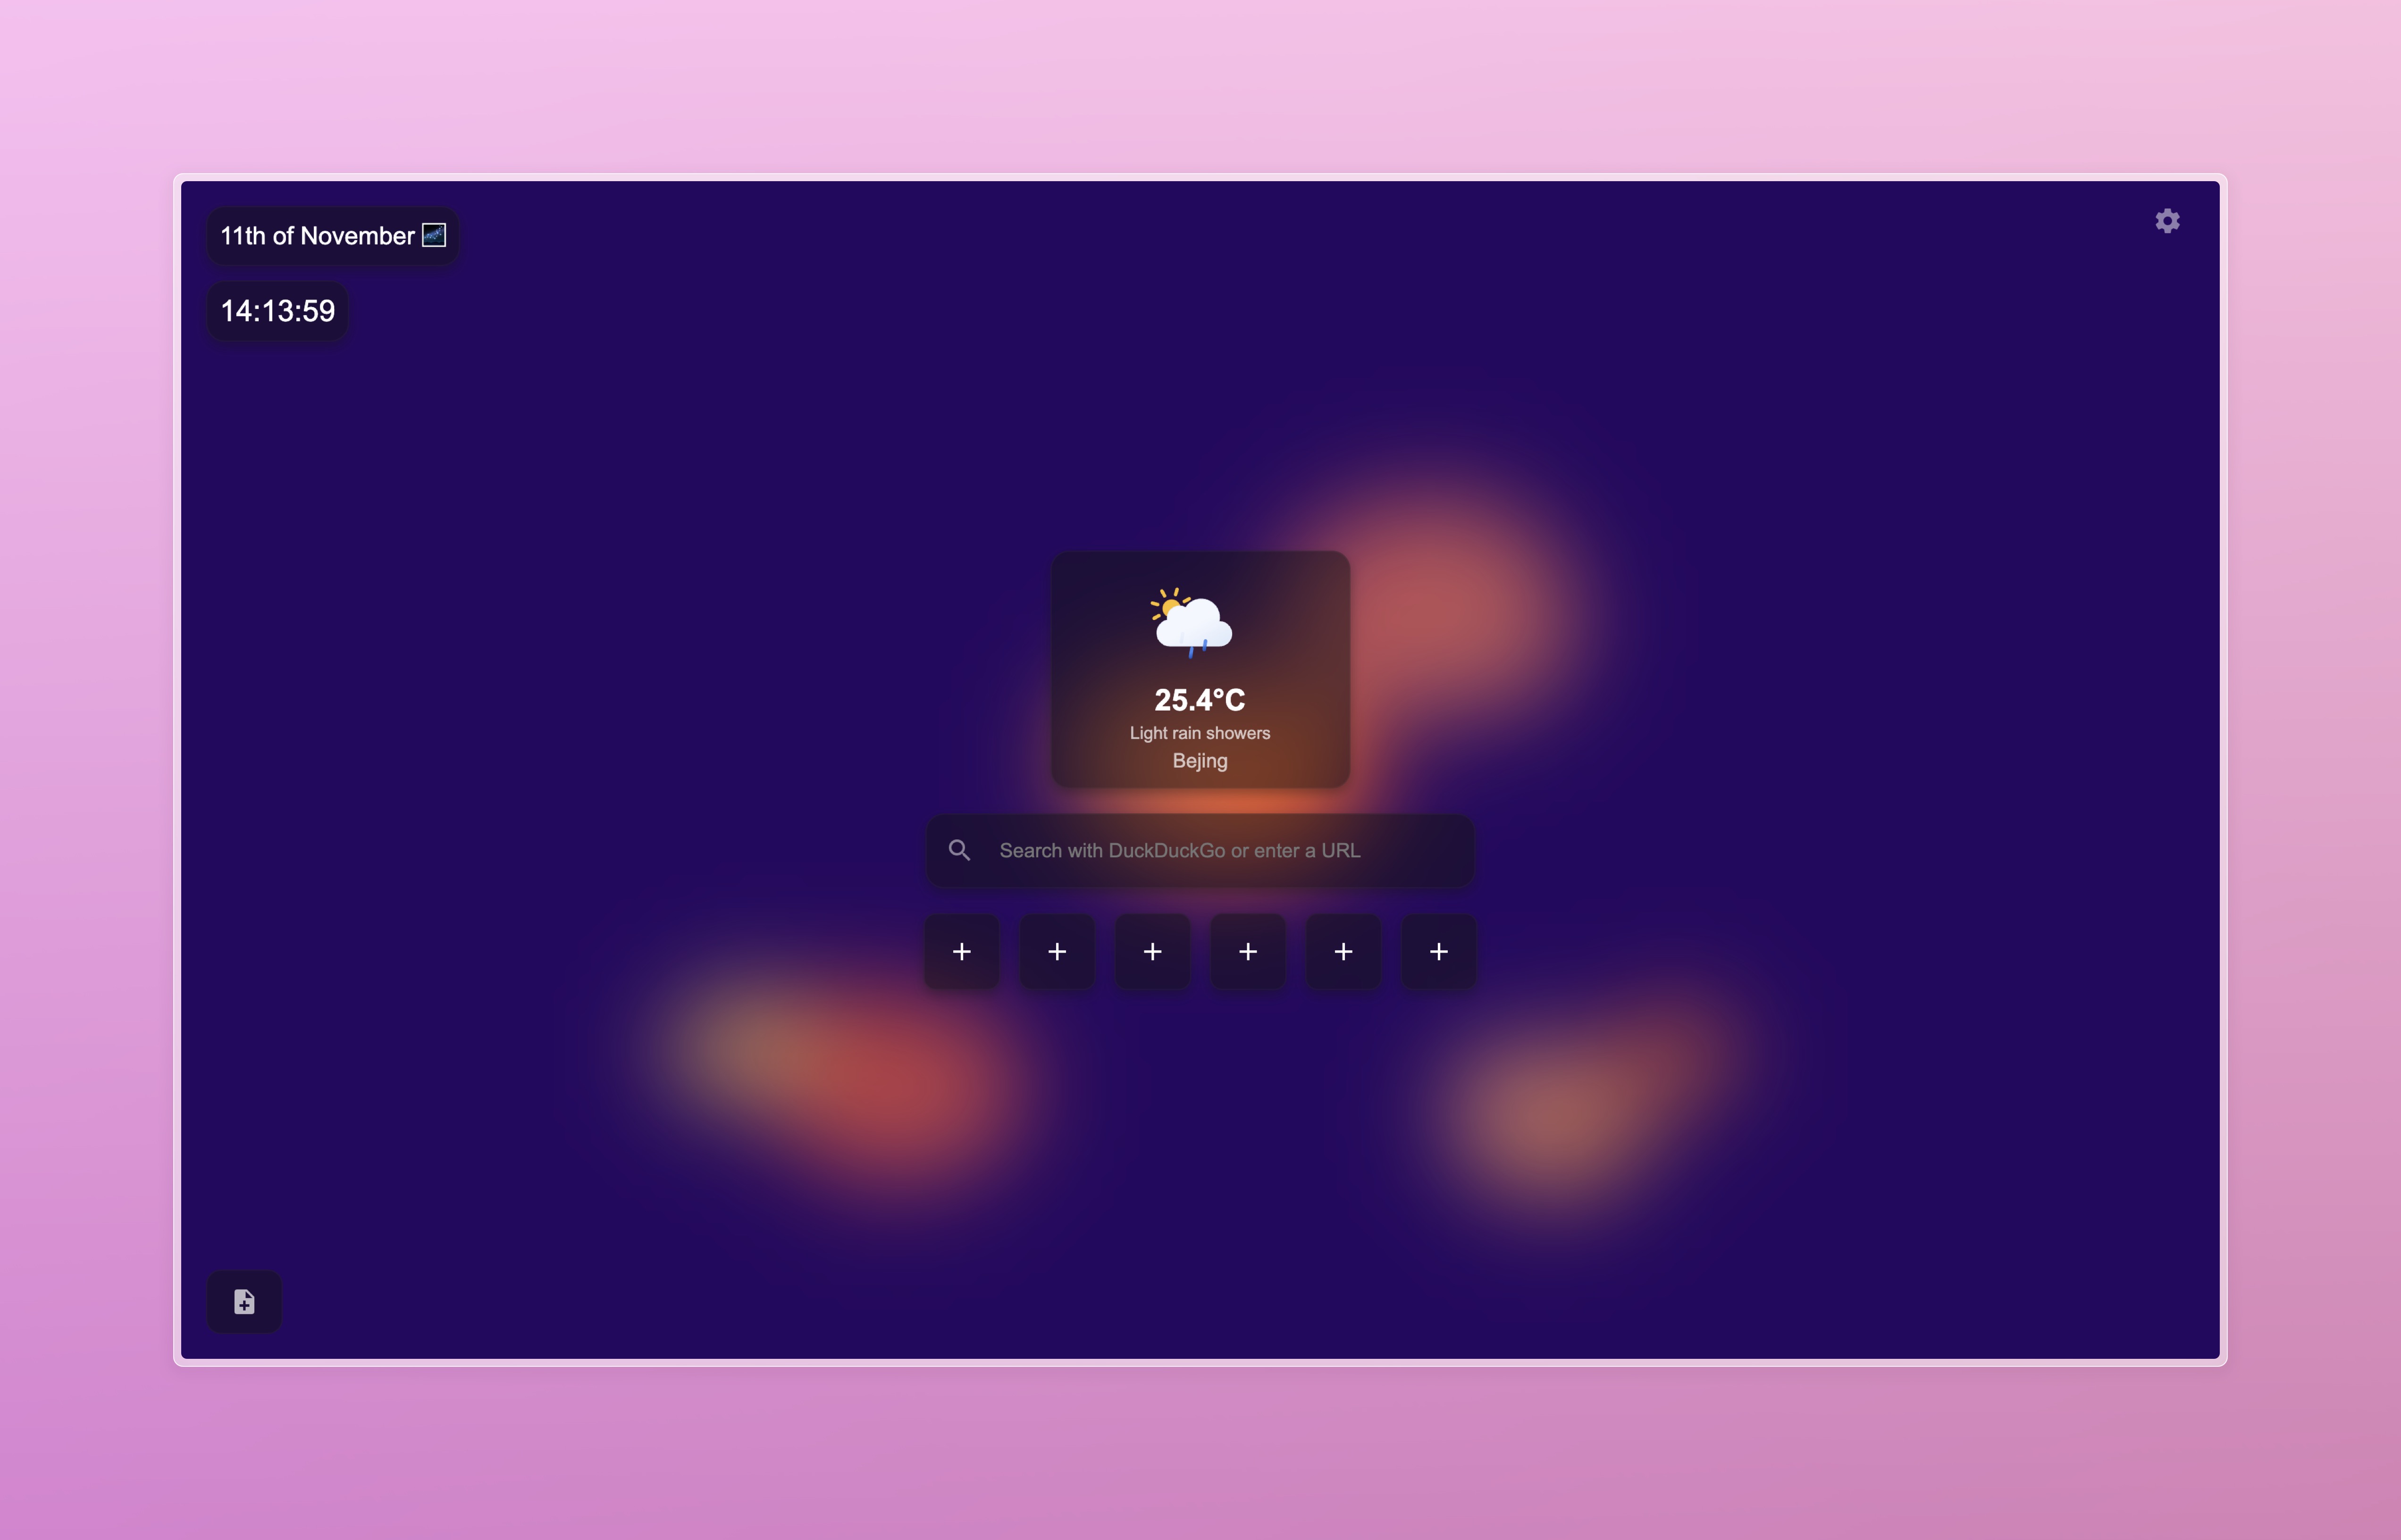 11th of November 🌌
14:13:59
25.4°C
Light rain showers
Bejing
Search with DuckDuckGo or enter a URL
+ + + + + +